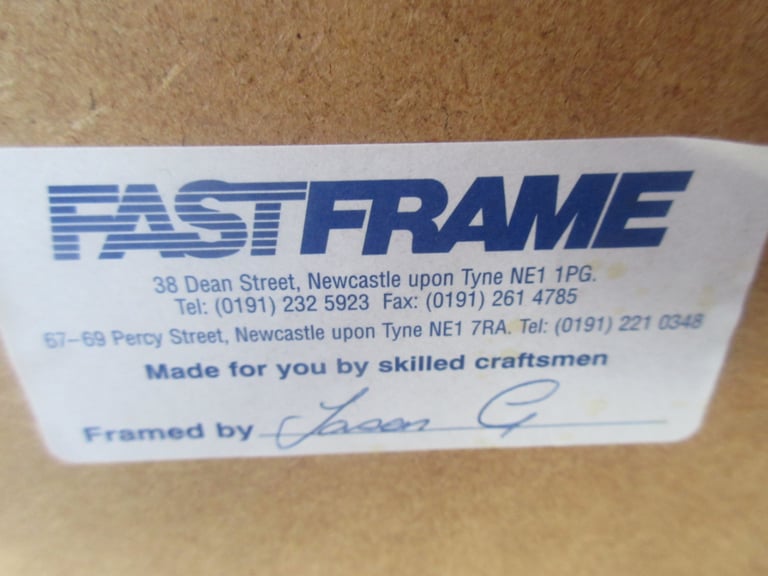 FASTFRAME
38 Dean Street, Newcastle upon Tyne NE1 1PG.
Tel: (0191) 232 5923 Fax: (0191) 261 4785
67-69 Percy Street, Newcastle upon Tyne NE1 7RA. Tel: (0191) 221 0348
Made for you by skilled craftsmen
Framed by Jason G